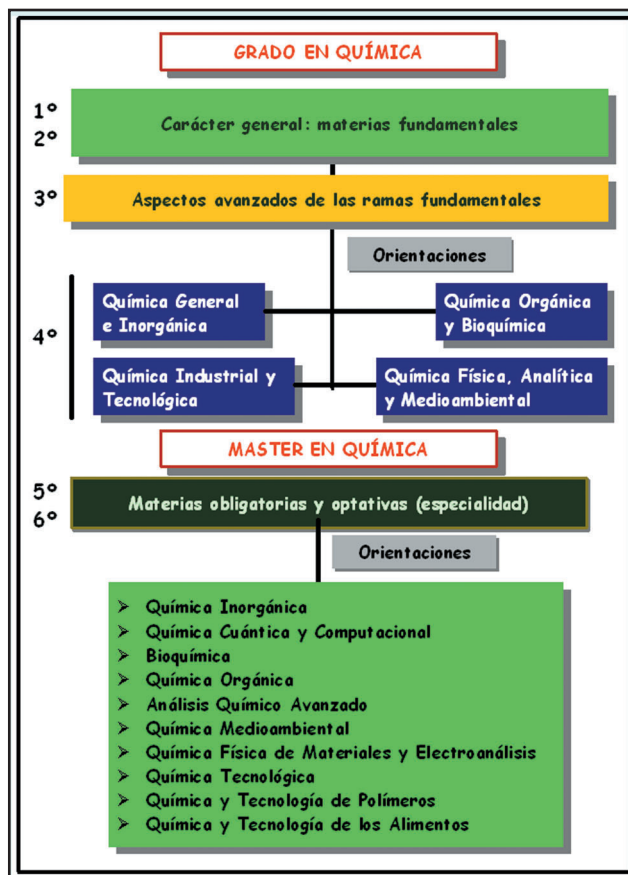 GRADO EN QUÍMICA
1º
2º
Carácter general: materias fundamentales
3º
Aspectos avanzados de las ramas fundamentales
Orientaciones
4º
Química General
e Inorgánica
Química Orgánica
y Bioquímica
Química Industrial y
Tecnológica
Química Física, Analítica
y Medioambiental
MASTER EN QUÍMICA
5º
6º
Materias obligatorias y optativas (especialidad)
Orientaciones
➢ Química Inorgánica
➢ Química Cuántica y Computacional
➢ Bioquímica
➢ Química Orgánica
➢ Análisis Químico Avanzado
➢ Química Medioambiental
➢ Química Física de Materiales y Electroanálisis
➢ Química Tecnológica
➢ Química y Tecnología de Polímeros
➢ Química y Tecnología de los Alimentos